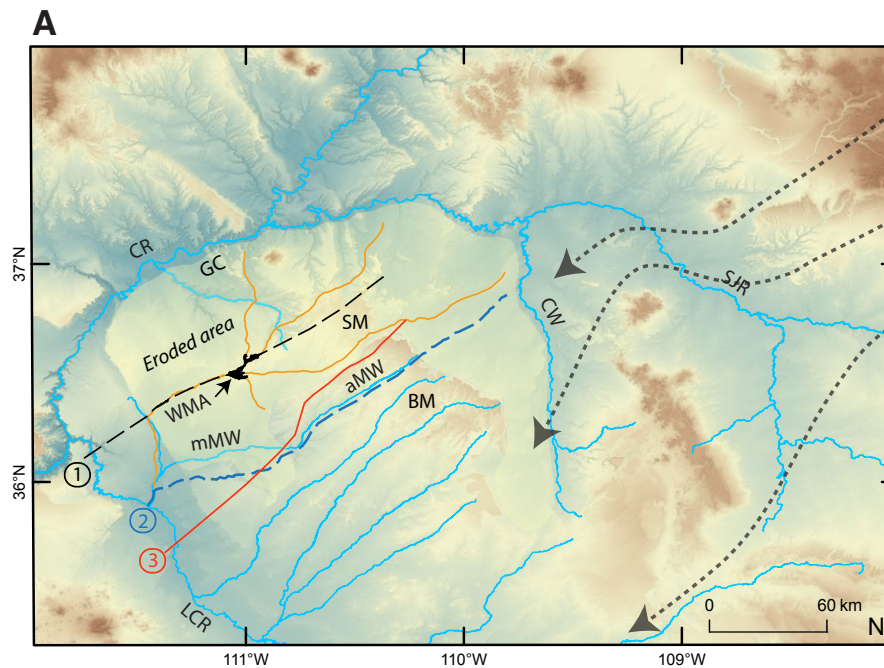 A
37°N
36°N
CR
GC
SJR
CW
SM
Eroded area
aMW
WMA
BM
mMW
1
2
3
LCR
0 60 km
N
111°W 110°W 109°W